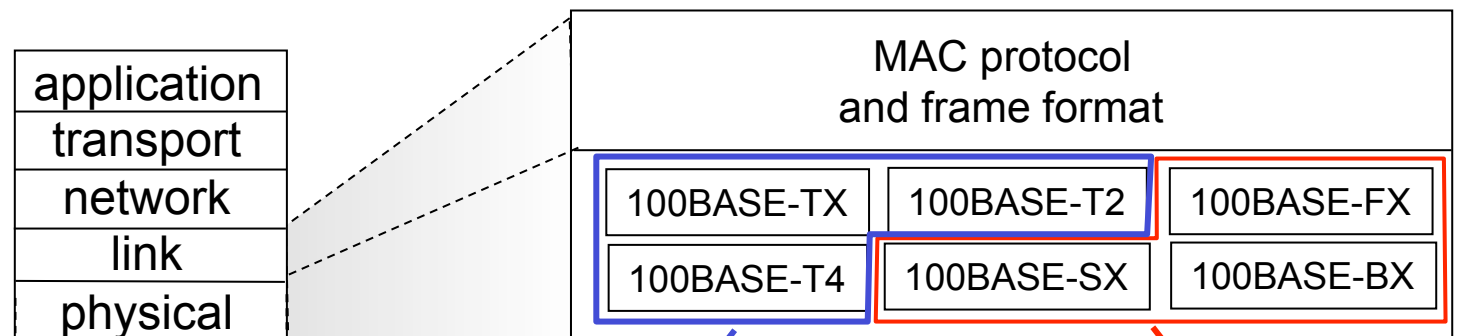 application
transport
network
link
physical
MAC protocol
and frame format
100BASE-TX
100BASE-T2
100BASE-FX
100BASE-T4
100BASE-SX
100BASE-BX